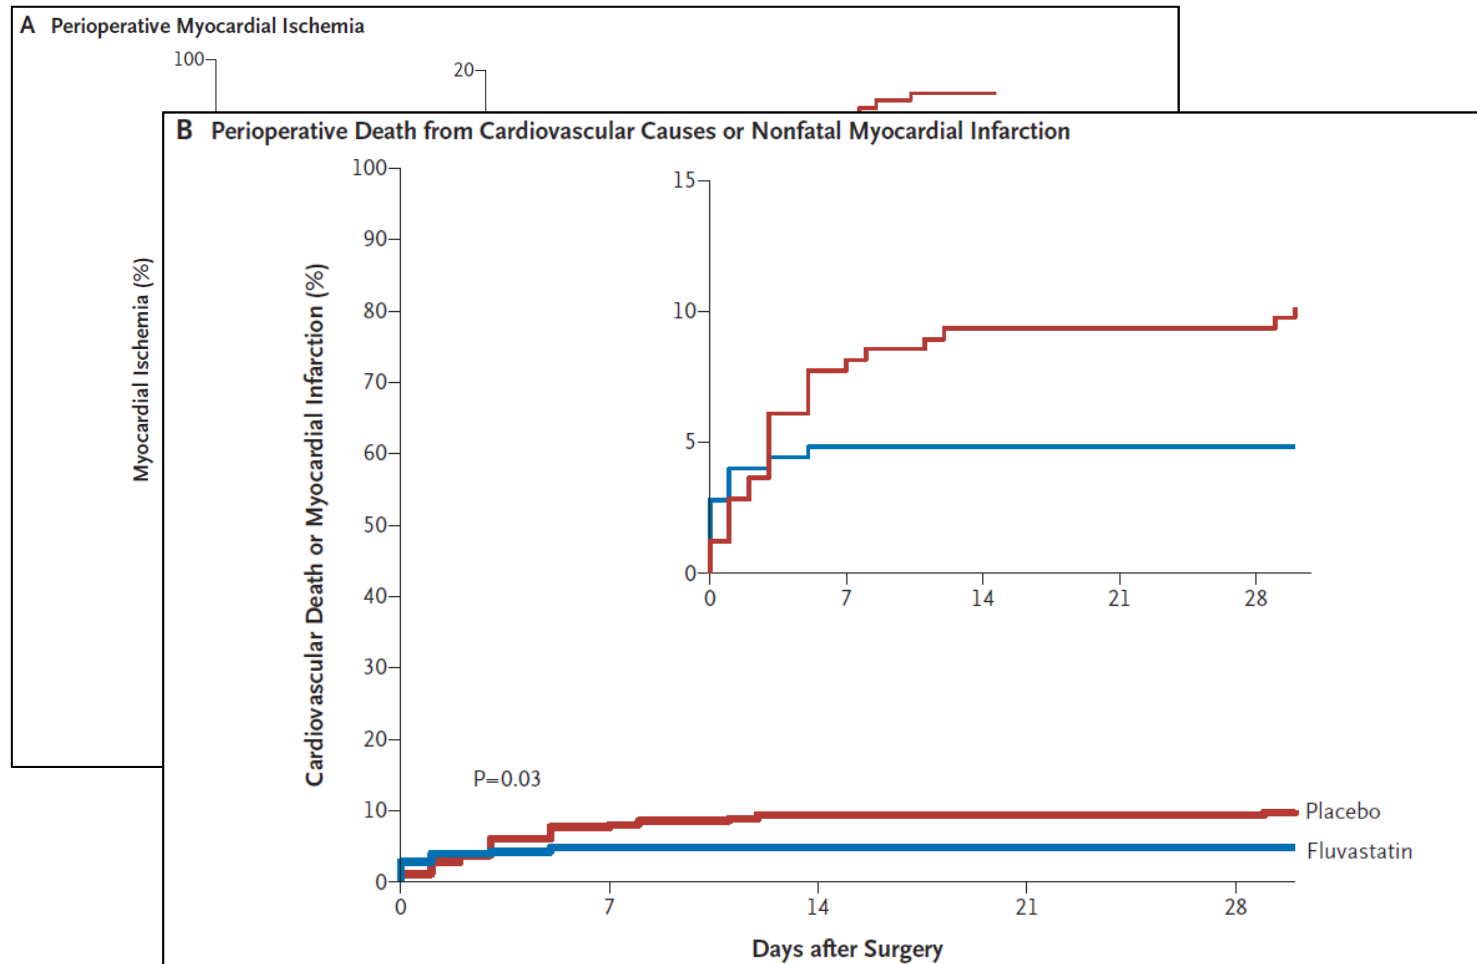 A Perioperative Myocardial Ischemia
100
20
Myocardial Ischemia (%)
B Perioperative Death from Cardiovascular Causes or Nonfatal Myocardial Infarction
Cardiovascular Death or Myocardial Infarction (%)
100
90
80
70
60
50
40
30
20
10
0
15
10
5
0
0 7 14 21 28
P=0.03
Placebo
Fluvastatin
0 7 14 21 28
Days after Surgery